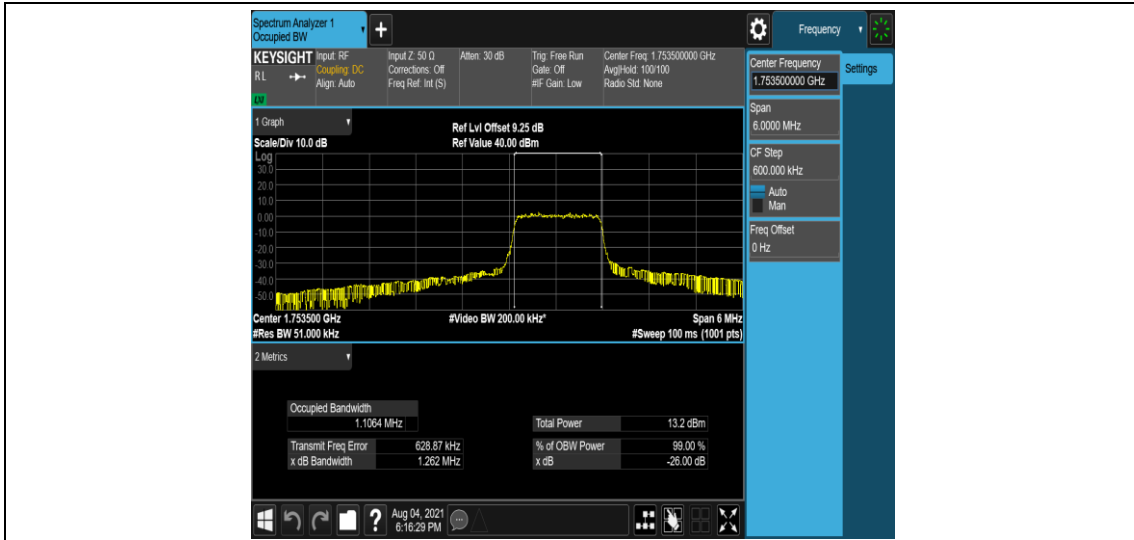 Spectrum Analyzer 1
Occupied BW
+
Frequency
KEYSIGHT
RL
Input: RF
Coupling: DC
Align: Auto
Input Z: 50 Ω
Corrections: Off
Freq Ref: Int (S)
Atten: 30 dB
Trig: Free Run
Gate: Off
#IF Gain: Low
Center Freq: 1.753500000 GHz
Avg|Hold: 100/100
Radio Std: None
Center Frequency
1.753500000 GHz
Settings
Span
6.0000 MHz
CF Step
600.000 kHz
Auto
Man
Freq Offset
0 Hz
1 Graph
Scale/Div 10.0 dB
Ref Lvl Offset 9.25 dB
Ref Value 40.00 dBm
Log
30.0
20.0
10.0
0.00
-10.0
-20.0
-30.0
-40.0
-50.0
Center 1.753500 GHz
#Video BW 200.00 kHz*
Span 6 MHz
#Res BW 51.000 kHz
#Sweep 100 ms (1001 pts)
2 Metrics
Occupied Bandwidth
1.1064 MHz
Total Power 13.2 dBm
Transmit Freq Error 628.87 kHz
% of OBW Power 99.00 %
x dB Bandwidth 1.262 MHz
x dB -26.00 dB
?
Aug 04, 2021
6:16:29 PM